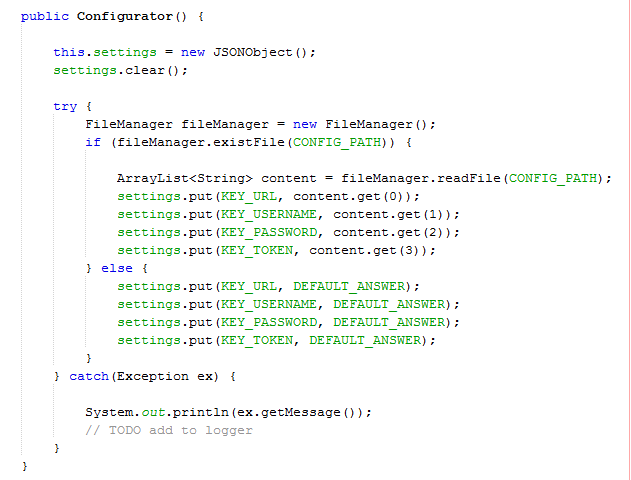 public Configurator() {
this.settings = new JSONObject();
settings.clear();
try {
FileManager fileManager = new FileManager();
if (fileManager.existFile(CONFIG_PATH)) {
ArrayList<String> content = fileManager.readFile(CONFIG_PATH);
settings.put(KEY_URL, content.get(0));
settings.put(KEY_USERNAME, content.get(1));
settings.put(KEY_PASSWORD, content.get(2));
settings.put(KEY_TOKEN, content.get(3));
} else {
settings.put(KEY_URL, DEFAULT_ANSWER);
settings.put(KEY_USERNAME, DEFAULT_ANSWER);
settings.put(KEY_PASSWORD, DEFAULT_ANSWER);
settings.put(KEY_TOKEN, DEFAULT_ANSWER);
}
} catch(Exception ex) {
System.out.println(ex.getMessage());
// TODO add to logger
}
}